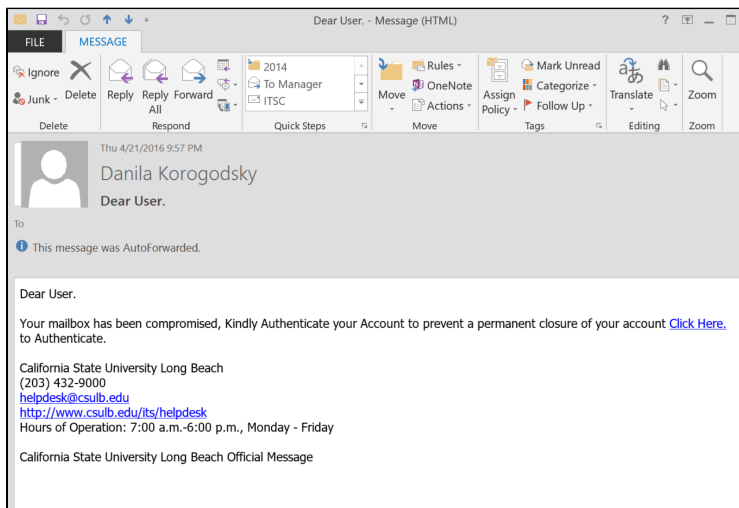 Dear User. - Message (HTML)
FILE MESSAGE
Ignore
Junk
Delete
Reply
Reply All
Forward
2014
To Manager
ITSC
Move
Rules
OneNote
Actions
Assign Policy
Mark Unread
Categorize
Follow Up
Translate
Zoom
Delete Respond Quick Steps Move Tags Editing Zoom
Thu 4/21/2016 9:57 PM
Danila Korogodsky
Dear User.
To
This message was AutoForwarded.
Dear User.
Your mailbox has been compromised, Kindly Authenticate your Account to prevent a permanent closure of your account Click Here.
to Authenticate.
California State University Long Beach
(203) 432-9000
helpdesk@csulb.edu
http://www.csulb.edu/its/helpdesk
Hours of Operation: 7:00 a.m.-6:00 p.m., Monday - Friday
California State University Long Beach Official Message